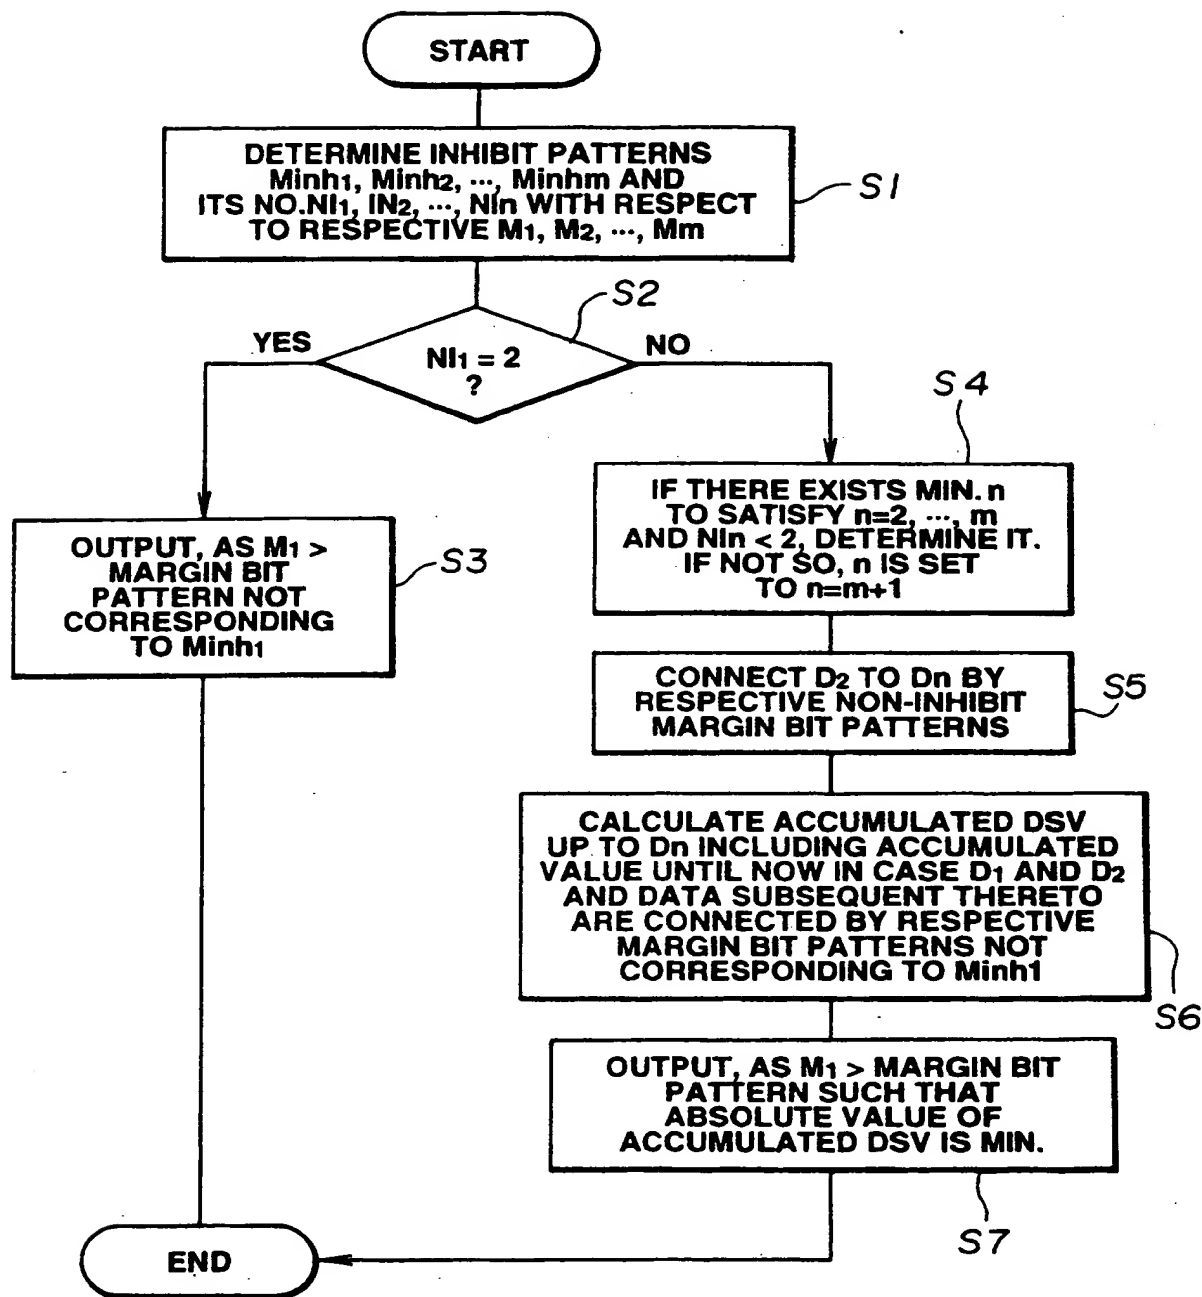 START
DETERMINE INHIBIT PATTERNS
Minh1, Minh2, ···, Minhm AND
ITS NO.NI1, IN2, ···, NIn WITH RESPECT
TO RESPECTIVE M1, M2, ···, Mm
S1
S2
YES
NI1 = 2
?
NO
S4
OUTPUT, AS M1 >
MARGIN BIT
PATTERN NOT
CORRESPONDING
TO Minh1
S3
IF THERE EXISTS MIN. n
TO SATISFY n=2, ···, m
AND NIn < 2, DETERMINE IT.
IF NOT SO, n IS SET
TO n=m+1
CONNECT D2 TO Dn BY
RESPECTIVE NON-INHIBIT
MARGIN BIT PATTERNS
S5
CALCULATE ACCUMULATED DSV
UP TO Dn INCLUDING ACCUMULATED
VALUE UNTIL NOW IN CASE D1 AND D2
AND DATA SUBSEQUENT THERETO
ARE CONNECTED BY RESPECTIVE
MARGIN BIT PATTERNS NOT
CORRESPONDING TO Minh1
S6
OUTPUT, AS M1 > MARGIN BIT
PATTERN SUCH THAT
ABSOLUTE VALUE OF
ACCUMULATED DSV IS MIN.
S7
END